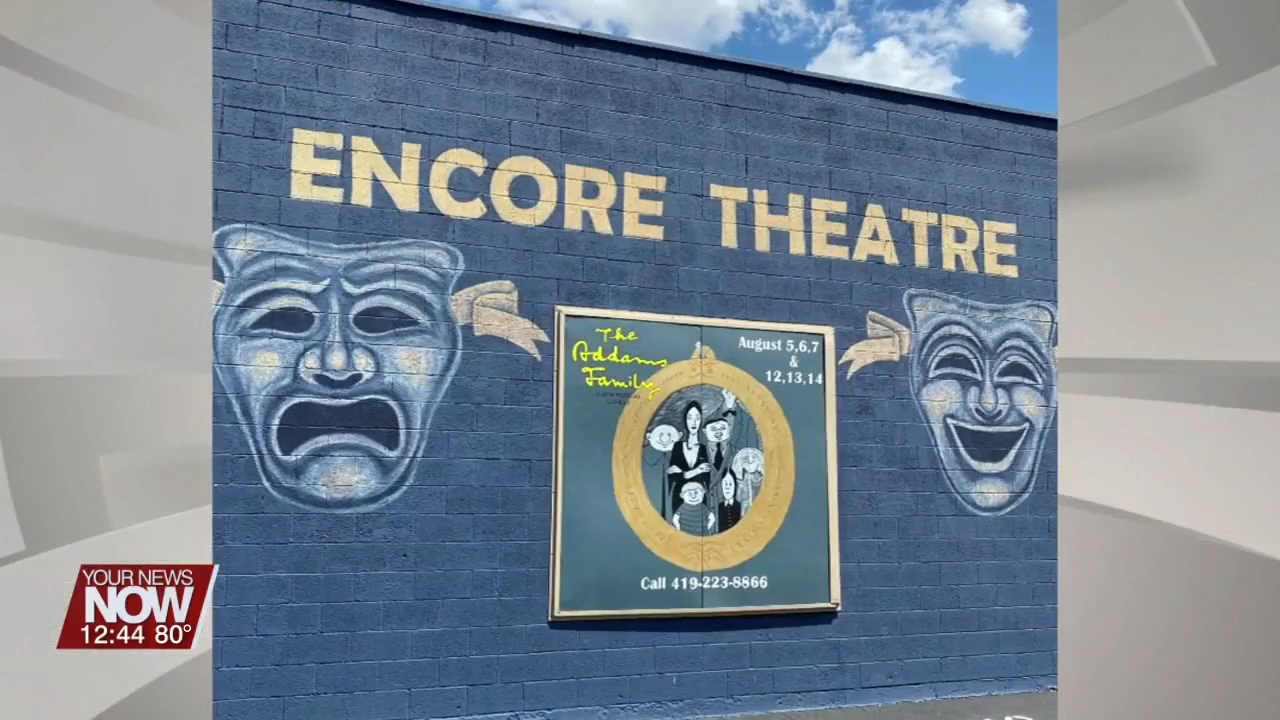 ENCORE THEATRE
The
Addams
Family
August 5,6,7
&
12,13,14
Call 419-223-8866
YOUR NEWS
NOW
12:44 80°